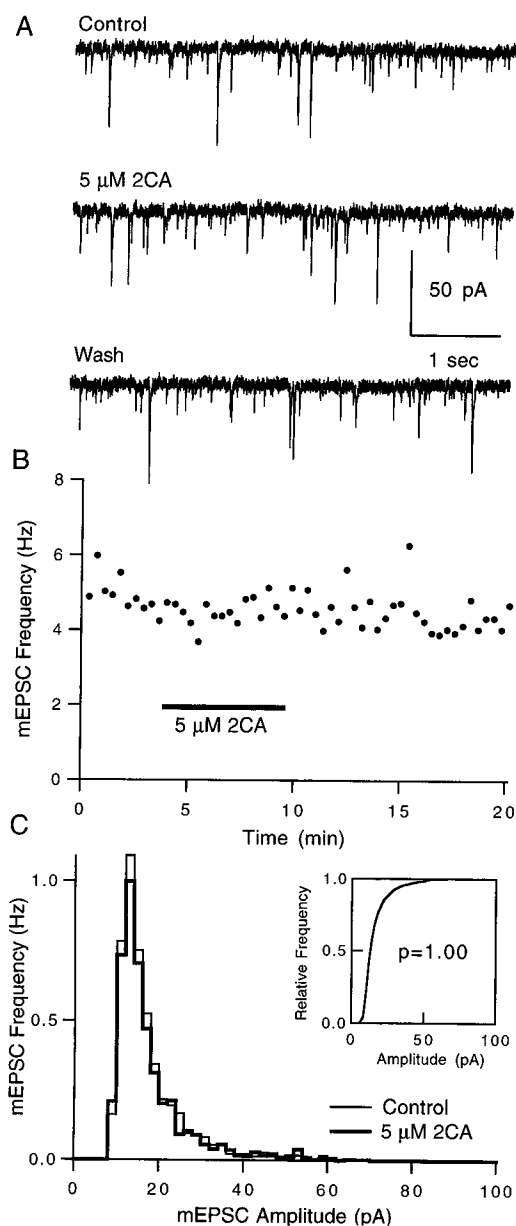 A
Control
5 μM 2CA
50 pA
1 sec
Wash
B
mEPSC Frequency (Hz)
8
6
4
2
0
5 μM 2CA
0
5
10
15
20
Time (min)
C
mEPSC Frequency (Hz)
1.0
0.5
0.0
Relative Frequency
1.0
0.5
0.0
p=1.00
0
50
100
Amplitude (pA)
Control
5 μM 2CA
0
20
40
60
80
100
mEPSC Amplitude (pA)